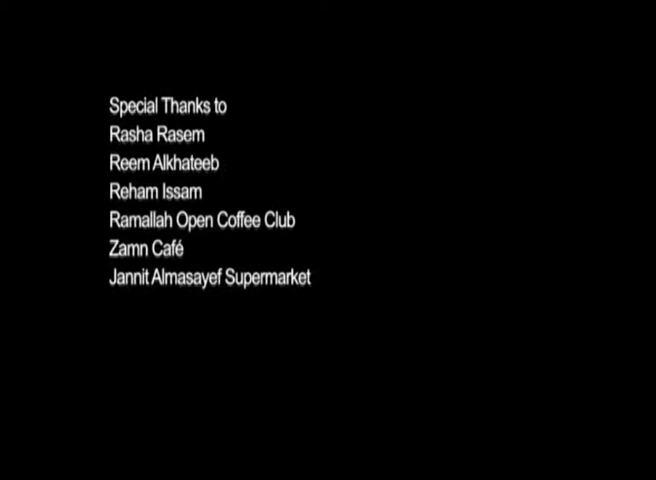 Special Thanks to
Rasha Rasem
Reem Alkhateeb
Reham Issam
Ramallah Open Coffee Club
Zamn Café
Jannit Almasayef Supermarket